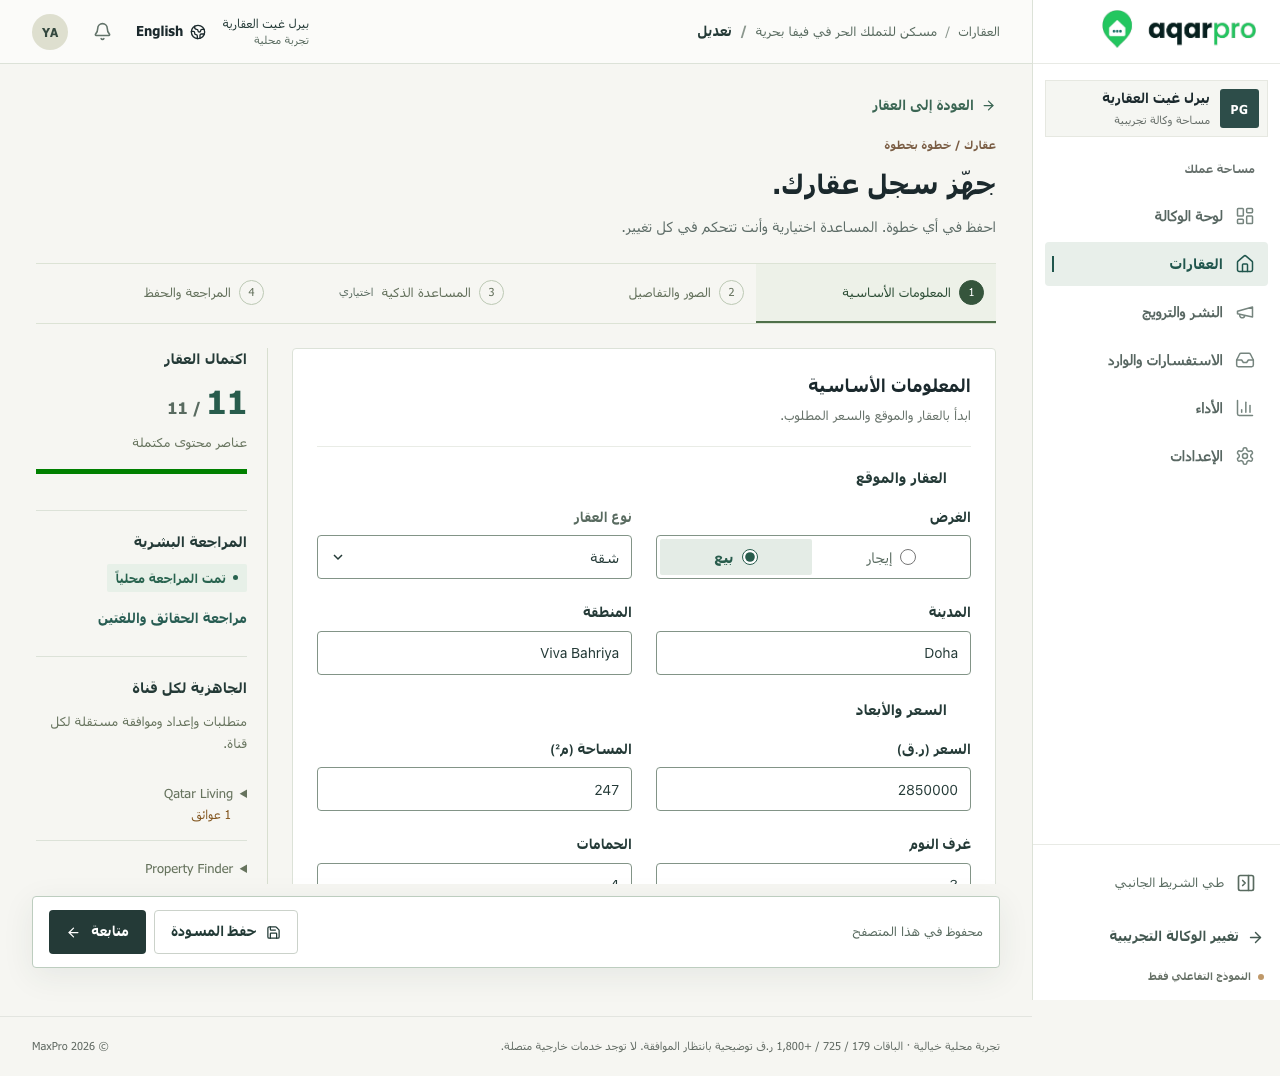 aqarpro
PG
بيرل غيت العقارية
مساحة وكالة تجريبية
مساحة عملك
لوحة الوكالة
العقارات
النشر والترويج
الاستفسارات والوارد
الأداء
الإعدادات
طي الشريط الجانبي
تغيير الوكالة التجريبية
النموذج التفاعلي فقط
العقارات / مسكن للتملك الحر في فيفا بحرية / تعديل
بيرل غيت العقارية
تجربة محلية
English
YA
العودة إلى العقار
عقارك / خطوة بخطوة
جهّز سجل عقارك.
احفظ في أي خطوة. المساعدة اختيارية وأنت تتحكم في كل تغيير.
1 المعلومات الأساسية
2 الصور والتفاصيل
3 المساعدة الذكية اختياري
4 المراجعة والحفظ
المعلومات الأساسية
ابدأ بالعقار والموقع والسعر المطلوب.
العقار والموقع
الغرض
نوع العقار
إيجار
بيع
شقة
المدينة
المنطقة
Doha
Viva Bahriya
السعر والأبعاد
السعر (ر.ق)
المساحة (م²)
2850000
247
غرف النوم
الحمامات
3
4
اكتمال العقار
11 / 11
عناصر محتوى مكتملة
المراجعة البشرية
تمت المراجعة محلياً
مراجعة الحقائق واللغتين
الجاهزية لكل قناة
متطلبات وإعداد وموافقة مستقلة لكل
قناة.
Qatar Living
1 عوائق
Property Finder
محفوظ في هذا المتصفح
حفظ المسودة
متابعة
تجربة محلية خيالية · الباقات 179 / 725 / +1,800 ر.ق توضيحية بانتظار الموافقة. لا توجد خدمات خارجية متصلة.
© 2026 MaxPro